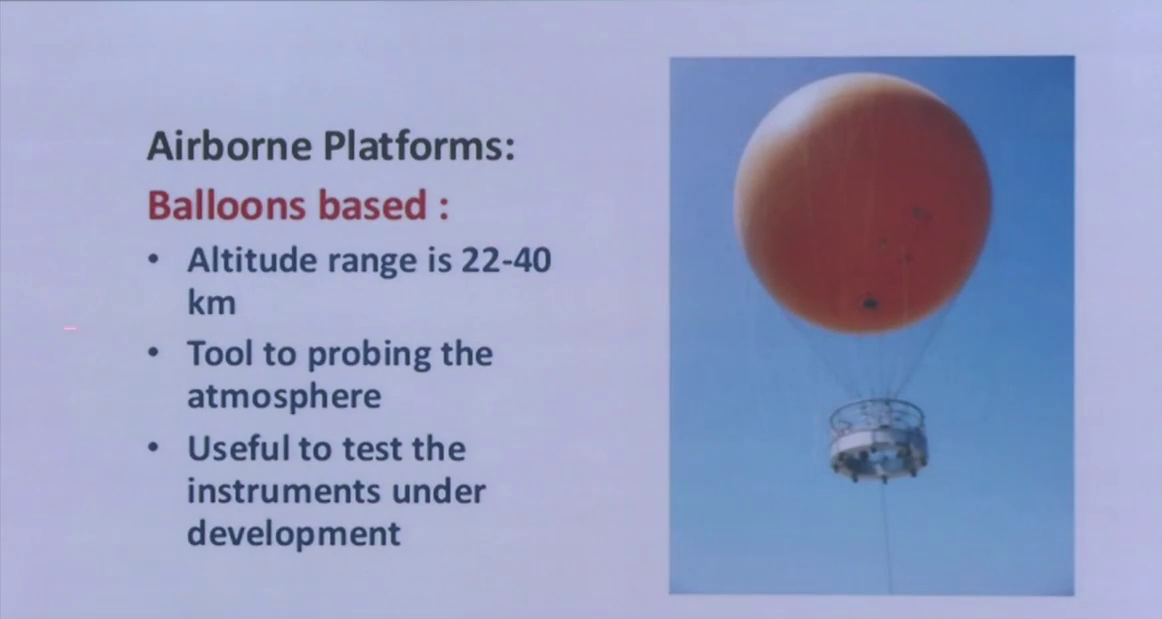 Airborne Platforms:
Balloons based :
• Altitude range is 22-40
km
• Tool to probing the
atmosphere
• Useful to test the
instruments under
development